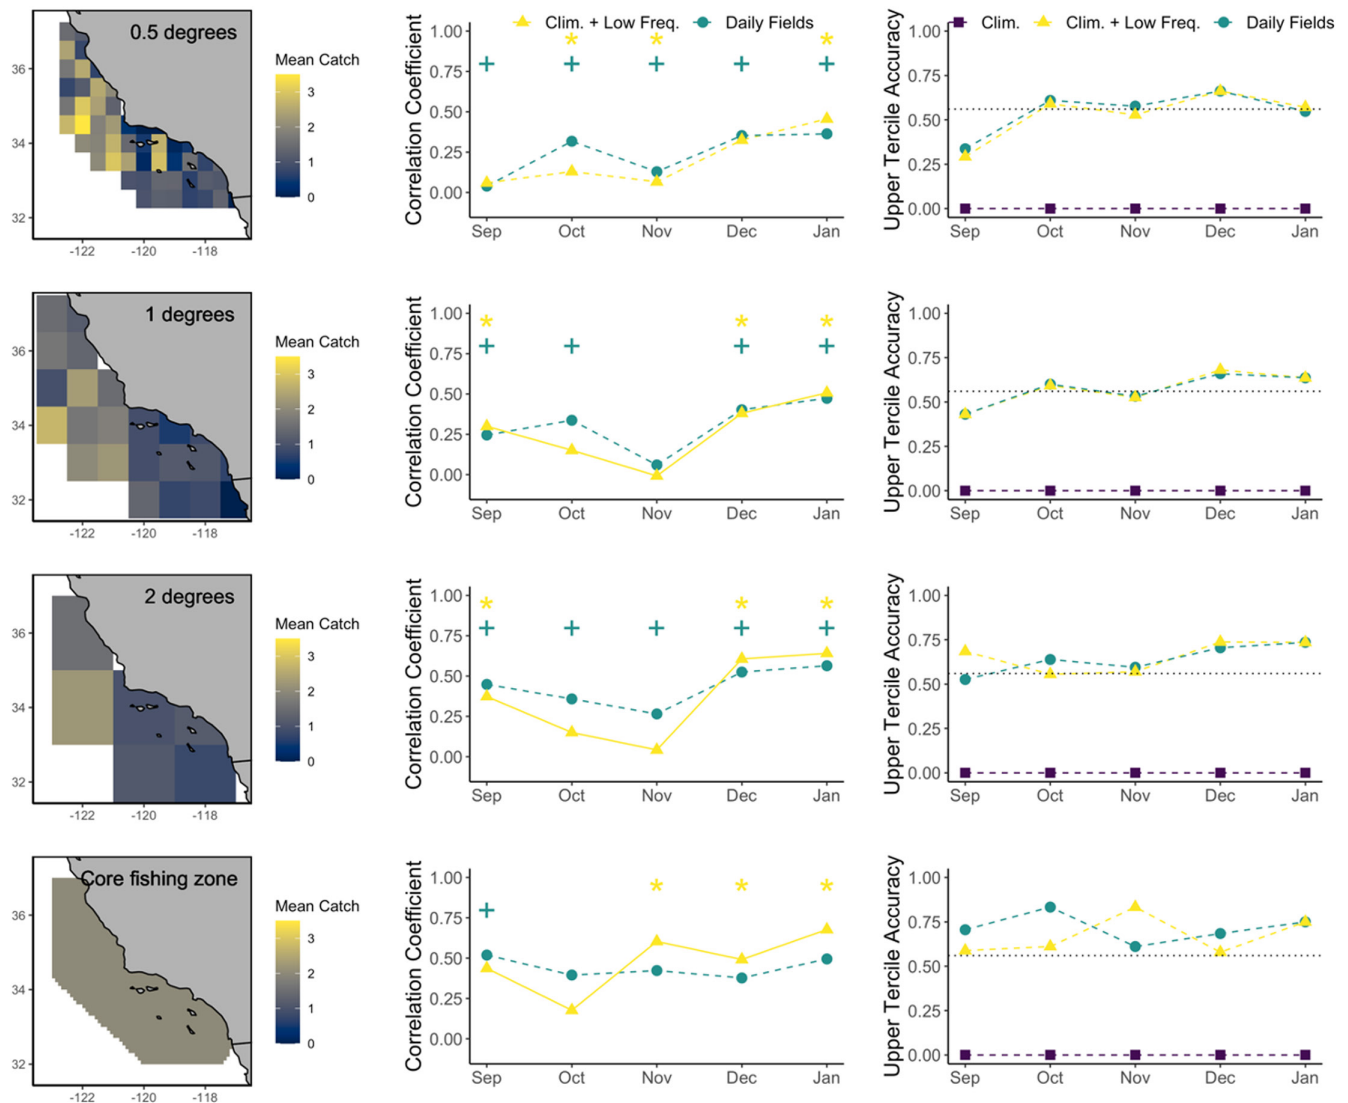 0.5 degrees
Mean Catch
3
2
1
0
36
34
32
-122
-120
-118
Clim. + Low Freq.
Daily Fields
Correlation Coefficient
1.00
0.75
0.50
0.25
0.00
Sep
Oct
Nov
Dec
Jan
Clim.
Clim. + Low Freq.
Daily Fields
Upper Tercile Accuracy
1.00
0.75
0.50
0.25
0.00
Sep
Oct
Nov
Dec
Jan
1 degrees
Mean Catch
3
2
1
0
36
34
32
-122
-120
-118
Correlation Coefficient
1.00
0.75
0.50
0.25
0.00
Sep
Oct
Nov
Dec
Jan
Upper Tercile Accuracy
1.00
0.75
0.50
0.25
0.00
Sep
Oct
Nov
Dec
Jan
2 degrees
Mean Catch
3
2
1
0
36
34
32
-122
-120
-118
Correlation Coefficient
1.00
0.75
0.50
0.25
0.00
Sep
Oct
Nov
Dec
Jan
Upper Tercile Accuracy
1.00
0.75
0.50
0.25
0.00
Sep
Oct
Nov
Dec
Jan
Core fishing zone
Mean Catch
3
2
1
0
36
34
32
-122
-120
-118
Correlation Coefficient
1.00
0.75
0.50
0.25
0.00
Sep
Oct
Nov
Dec
Jan
Upper Tercile Accuracy
1.00
0.75
0.50
0.25
0.00
Sep
Oct
Nov
Dec
Jan